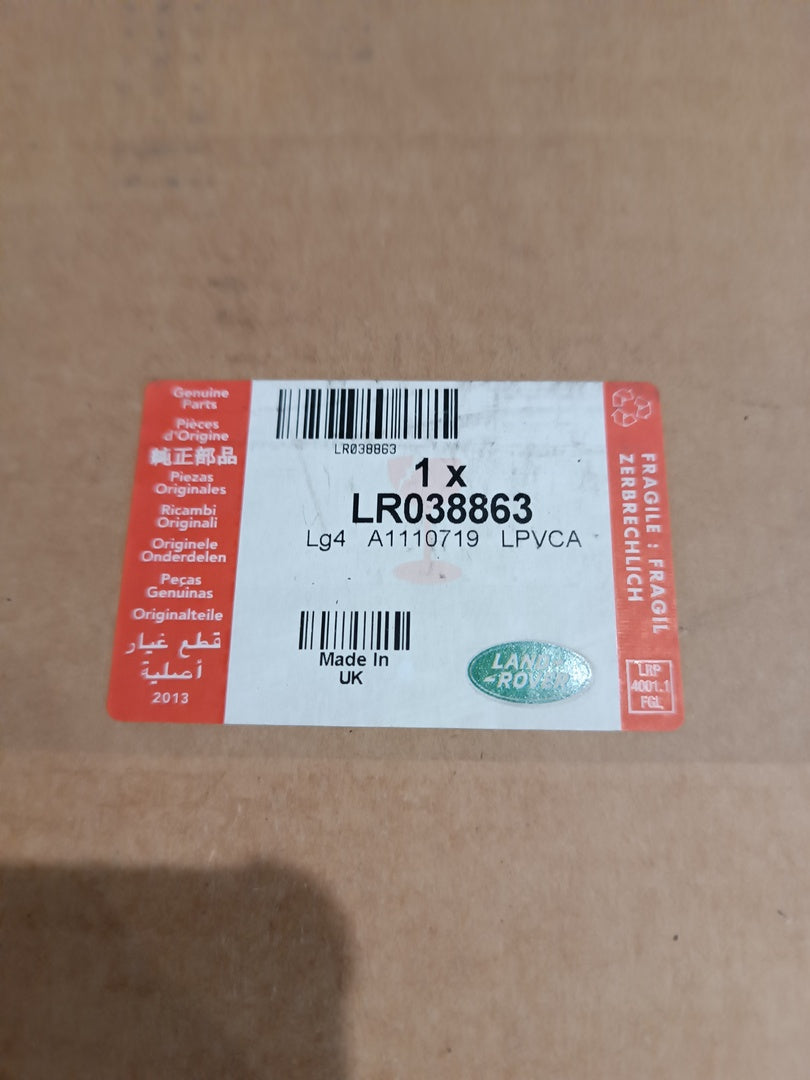 Genuine
Parts
Pièces
d'Origine
純正部品
Piezas
Originales
Ricambi
Originali
Originele
Onderdelen
Peças
Genuinas
Originalteile
قطع غيار
أصلية
2013
LR038863
1 x
LR038863
Lg4 A1110719 LPVCA
Made In
UK
LAND
-ROVER
FRAGILE : FRAGIL
ZERBRECHLICH
LRP
4001.1
FGL